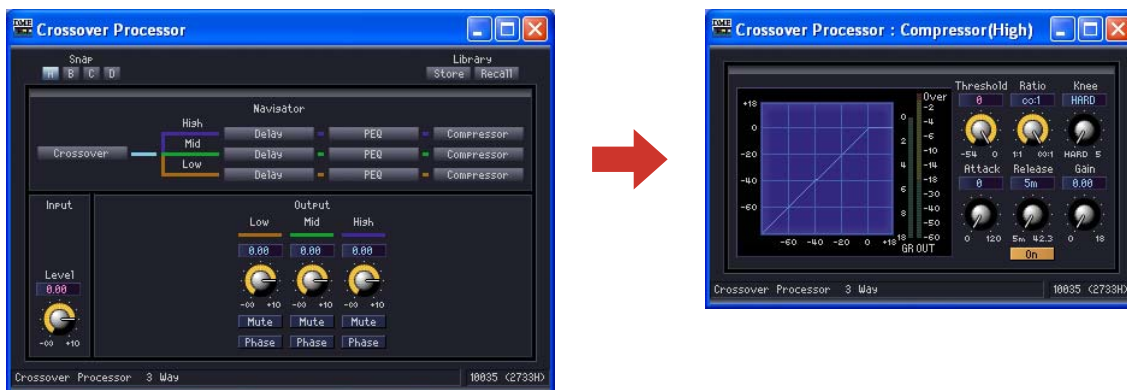 DME Crossover Processor
Snap
A B C D
Library
Store Recall
Navigator
High
Mid
Low
Crossover
Delay PEQ Compressor
Delay PEQ Compressor
Delay PEQ Compressor
Input
Level
0.00
-∞ +10
Output
Low Mid High
0.00 0.00 0.00
-∞ +10 -∞ +10 -∞ +10
Mute Mute Mute
Phase Phase Phase
Crossover Processor 3 Way 10035 (2733H)
DME Crossover Processor : Compressor(High)
+18
0
-20
-40
-60
-60 -40 -20 0 +18
0
2
4
6
8
18
GR OUT
Over
-2
-4
-6
-10
-14
-18
-30
-40
-50
-60
Threshold Ratio Knee
0 ∞:1 HARD
-54 0 1:1 ∞:1 HARD 5
Attack Release Gain
0 5m 0.00
0 120 5m 42.3 0 18
On
Crossover Processor 3 Way 10035 (2733H)